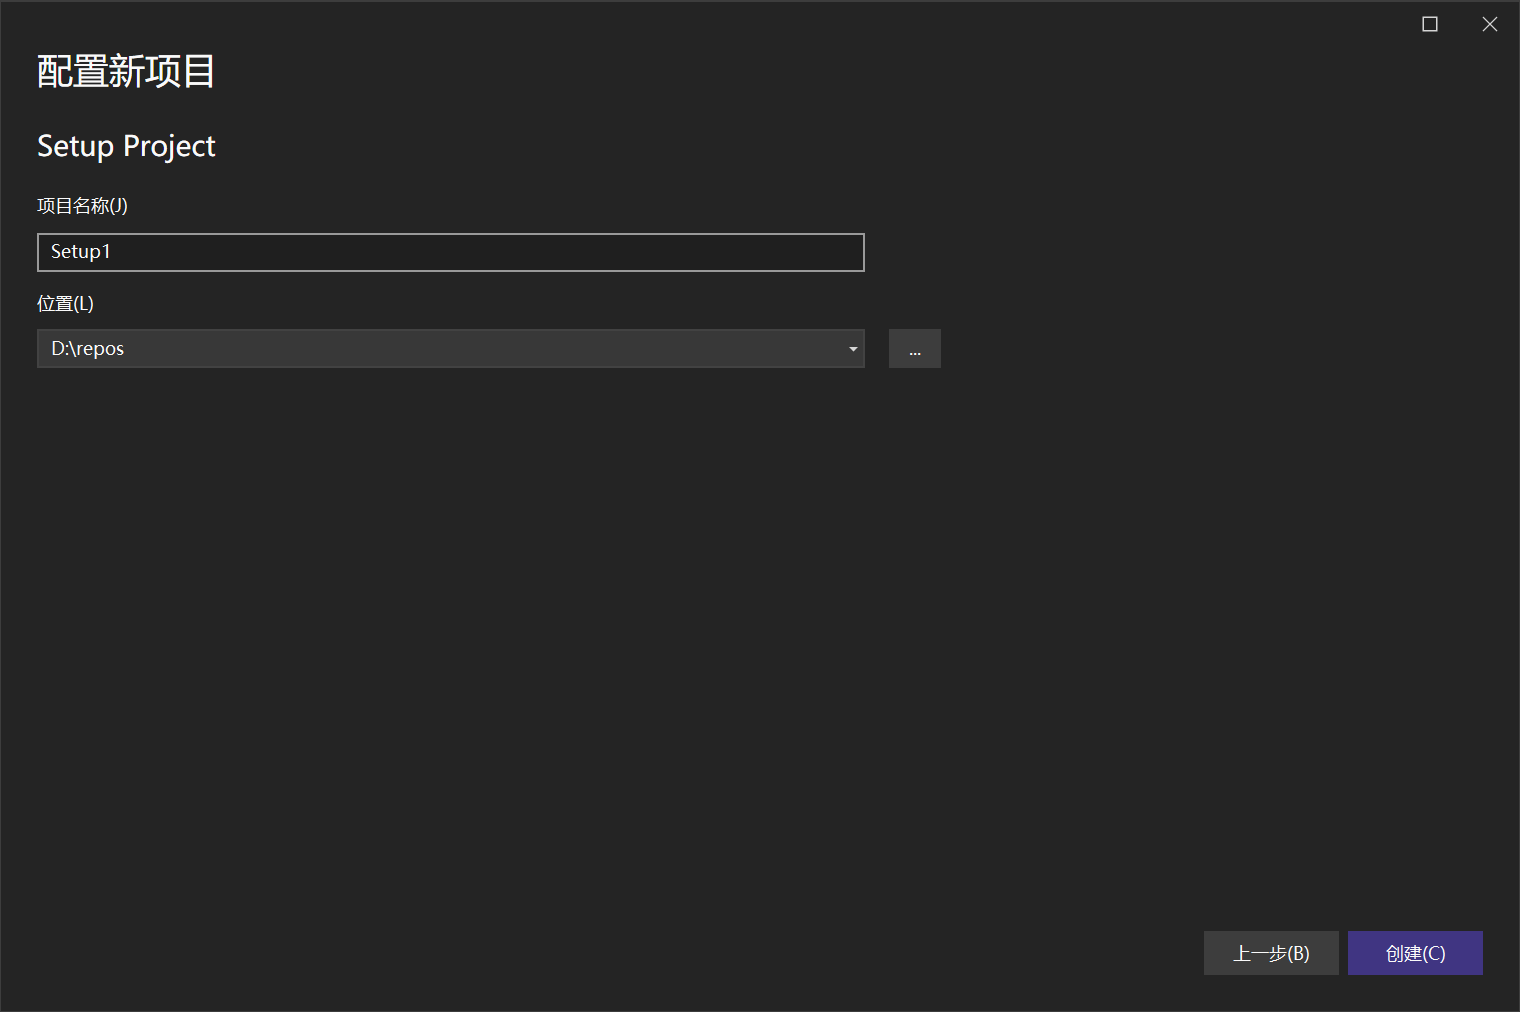 配置新项目
Setup Project
项目名称(J)
Setup1
位置(L)
D:\repos
...
上一步(B)
创建(C)